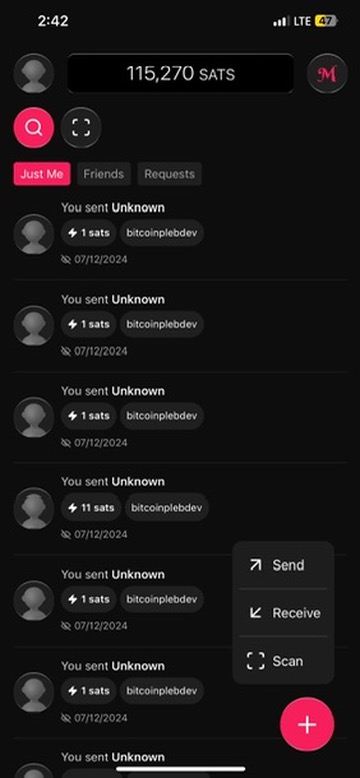 2:42 LTE 47
115,270 SATS
M
Just Me Friends Requests
You sent Unknown
1 sats bitcoinplebdev
07/12/2024
You sent Unknown
1 sats bitcoinplebdev
07/12/2024
You sent Unknown
1 sats bitcoinplebdev
07/12/2024
You sent Unknown
11 sats bitcoinplebdev
07/12/2024
Send
You sent Unknown
1 sats bitcoinplebdev
Receive
07/12/2024
You sent Unknown
Scan
1 sats bitcoinplebdev
07/12/2024
You sent Unknown